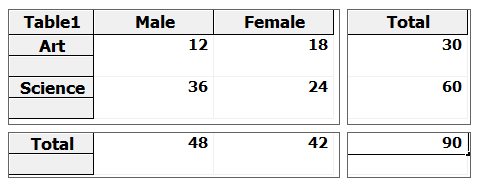 Table1 Male Female Total
Art 12 18 30
Science 36 24 60
Total 48 42 90